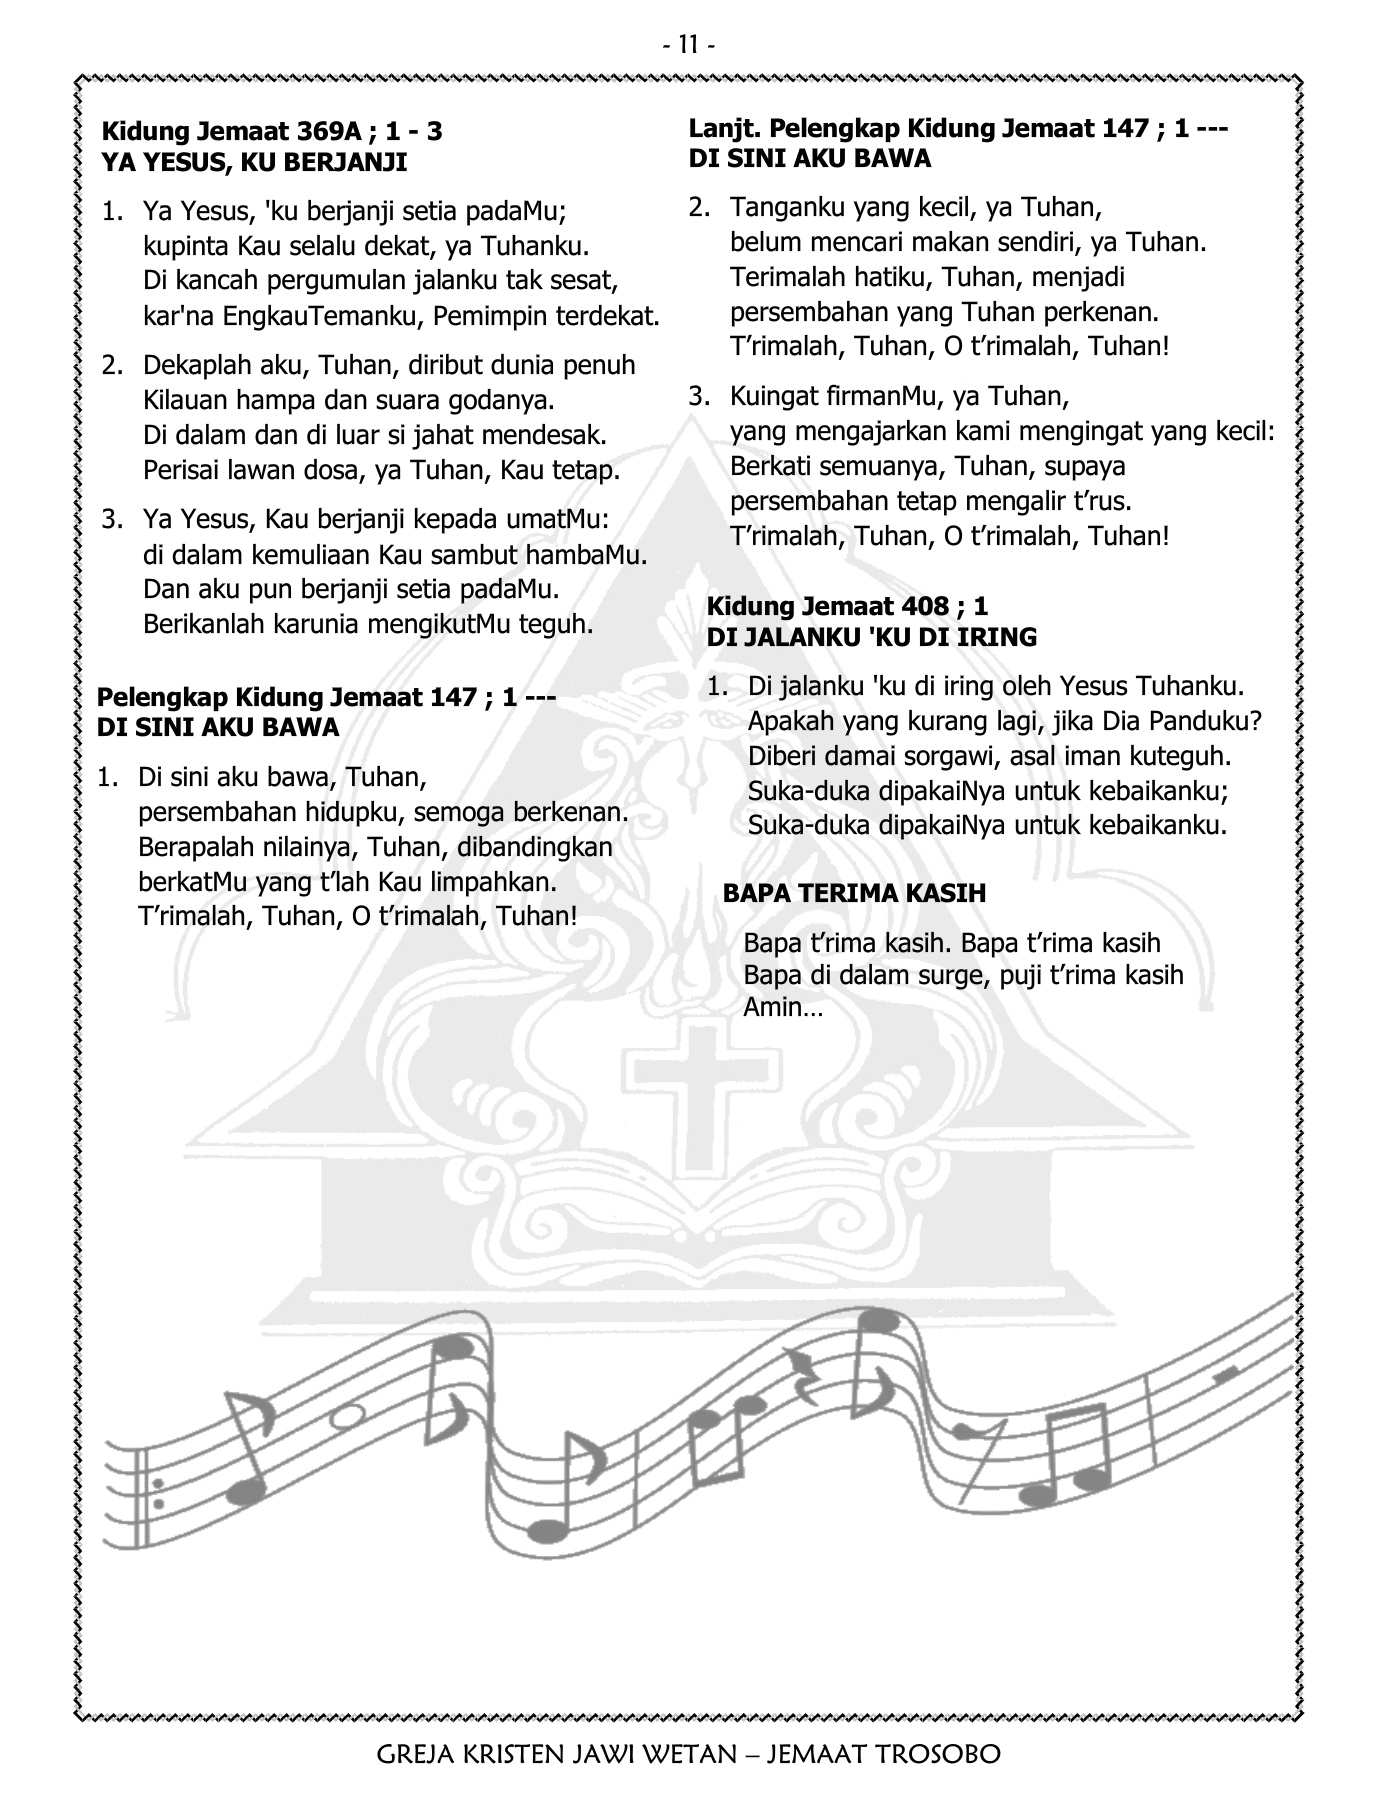 - 11 -
Kidung Jemaat 369A ; 1 - 3
YA YESUS, KU BERJANJI
1. Ya Yesus, 'ku berjanji setia padaMu;
kupinta Kau selalu dekat, ya Tuhanku.
Di kancah pergumulan jalanku tak sesat,
kar'na EngkauTemanku, Pemimpin terdekat.
2. Dekaplah aku, Tuhan, diribut dunia penuh
Kilauan hampa dan suara godanya.
Di dalam dan di luar si jahat mendesak.
Perisai lawan dosa, ya Tuhan, Kau tetap.
3. Ya Yesus, Kau berjanji kepada umatMu:
di dalam kemuliaan Kau sambut hambaMu.
Dan aku pun berjanji setia padaMu.
Berikanlah karunia mengikutMu teguh.
Pelengkap Kidung Jemaat 147 ; 1 ---
DI SINI AKU BAWA
1. Di sini aku bawa, Tuhan,
persembahan hidupku, semoga berkenan.
Berapalah nilainya, Tuhan, dibandingkan
berkatMu yang t’lah Kau limpahkan.
T’rimalah, Tuhan, O t’rimalah, Tuhan!
Lanjt. Pelengkap Kidung Jemaat 147 ; 1 ---
DI SINI AKU BAWA
2. Tanganku yang kecil, ya Tuhan,
belum mencari makan sendiri, ya Tuhan.
Terimalah hatiku, Tuhan, menjadi
persembahan yang Tuhan perkenan.
T’rimalah, Tuhan, O t’rimalah, Tuhan!
3. Kuingat firmanMu, ya Tuhan,
yang mengajarkan kami mengingat yang kecil:
Berkati semuanya, Tuhan, supaya
persembahan tetap mengalir t’rus.
T’rimalah, Tuhan, O t’rimalah, Tuhan!
Kidung Jemaat 408 ; 1
DI JALANKU 'KU DI IRING
1. Di jalanku 'ku di iring oleh Yesus Tuhanku.
Apakah yang kurang lagi, jika Dia Panduku?
Diberi damai sorgawi, asal iman kuteguh.
Suka-duka dipakaiNya untuk kebaikanku;
Suka-duka dipakaiNya untuk kebaikanku.
BAPA TERIMA KASIH
Bapa t’rima kasih. Bapa t’rima kasih
Bapa di dalam surge, puji t’rima kasih
Amin…
GREJA KRISTEN JAWI WETAN – JEMAAT TROSOBO